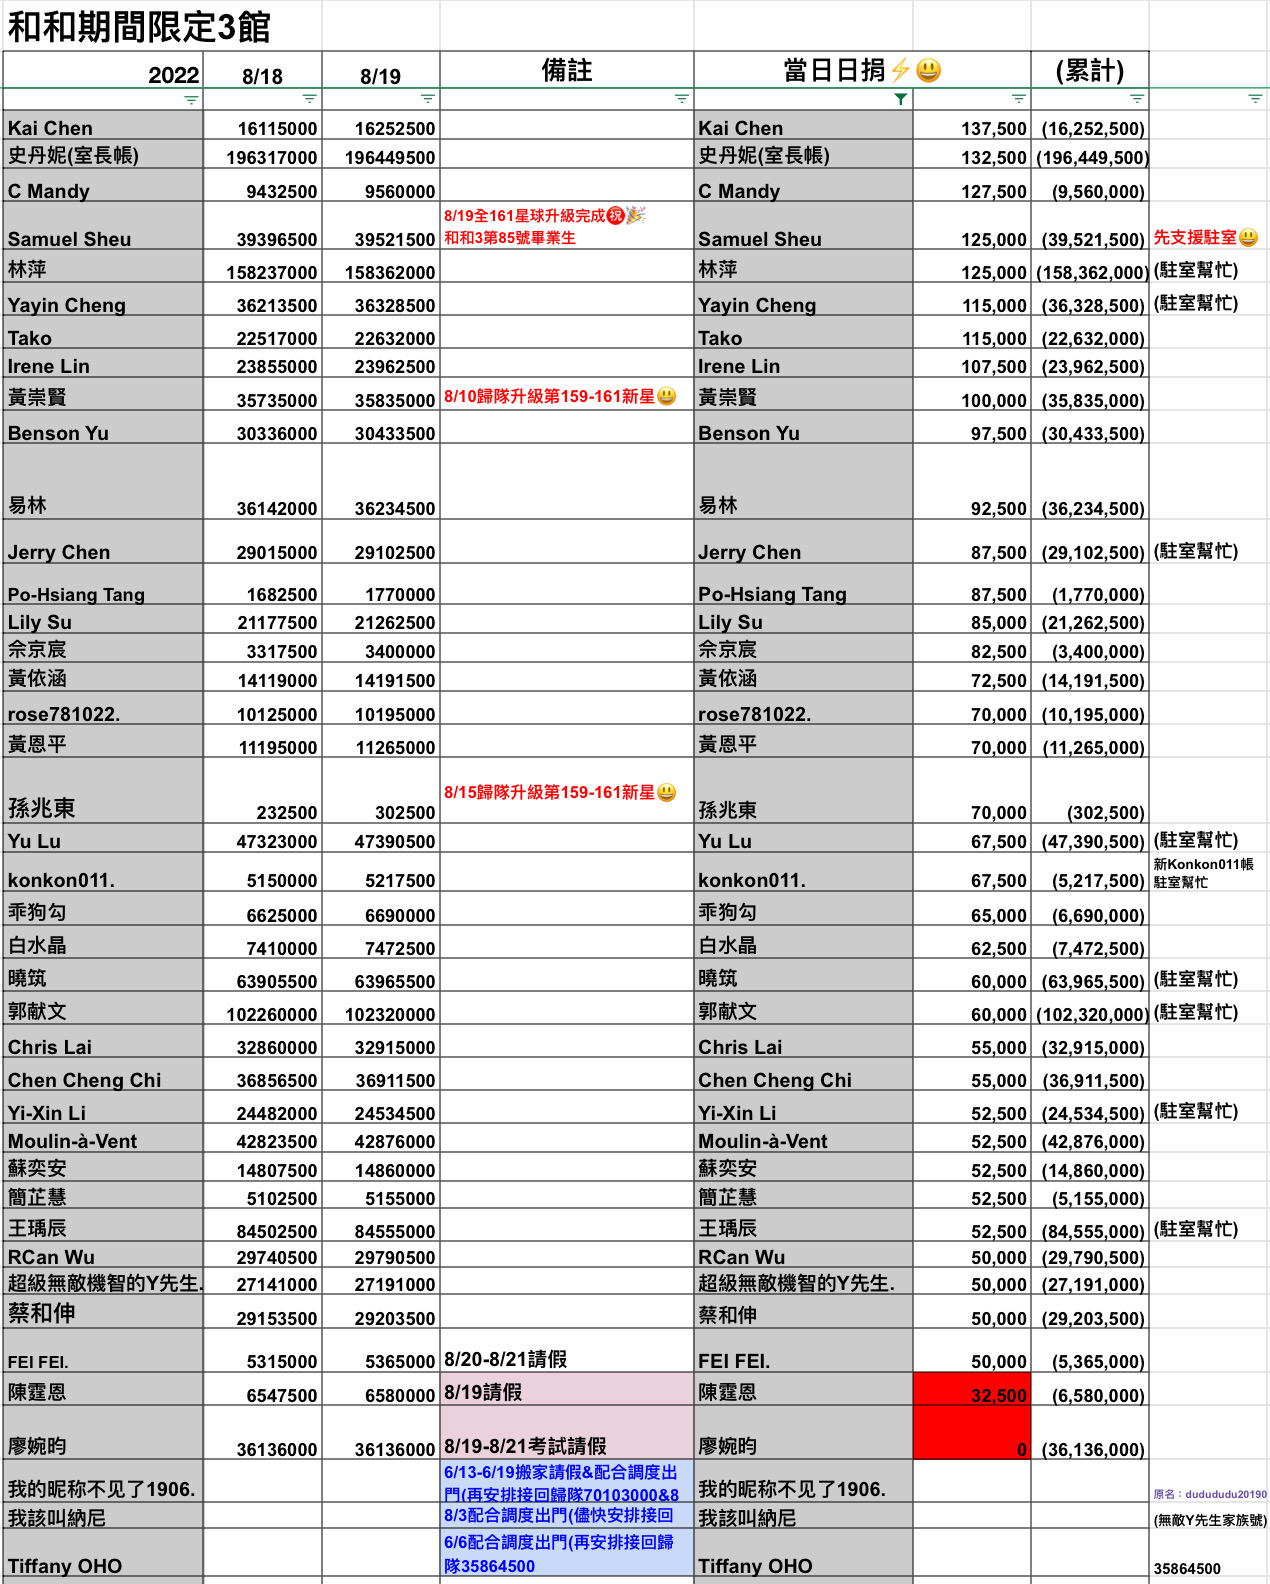 和和期間限定3館
2022 8/18 8/19 備註 當日日捐⚡😃 (累計)
Kai Chen 16115000 16252500 Kai Chen 137,500 (16,252,500)
史丹妮(室長帳) 196317000 196449500 史丹妮(室長帳) 132,500 (196,449,500)
C Mandy 9432500 9560000 C Mandy 127,500 (9,560,000)
8/19全161星球升級完成㊗️🎉
Samuel Sheu 39396500 39521500 和和3第85號畢業生 Samuel Sheu 125,000 (39,521,500) 先支援駐室😃
林萍 158237000 158362000 林萍 125,000 (158,362,000) (駐室幫忙)
Yayin Cheng 36213500 36328500 Yayin Cheng 115,000 (36,328,500) (駐室幫忙)
Tako 22517000 22632000 Tako 115,000 (22,632,000)
Irene Lin 23855000 23962500 Irene Lin 107,500 (23,962,500)
黃崇賢 35735000 35835000 8/10歸隊升級第159-161新星😃 黃崇賢 100,000 (35,835,000)
Benson Yu 30336000 30433500 Benson Yu 97,500 (30,433,500)
易林 36142000 36234500 易林 92,500 (36,234,500)
Jerry Chen 29015000 29102500 Jerry Chen 87,500 (29,102,500) (駐室幫忙)
Po-Hsiang Tang 1682500 1770000 Po-Hsiang Tang 87,500 (1,770,000)
Lily Su 21177500 21262500 Lily Su 85,000 (21,262,500)
佘京宸 3317500 3400000 佘京宸 82,500 (3,400,000)
黃依涵 14119000 14191500 黃依涵 72,500 (14,191,500)
rose781022. 10125000 10195000 rose781022. 70,000 (10,195,000)
黃恩平 11195000 11265000 黃恩平 70,000 (11,265,000)
8/15歸隊升級第159-161新星😃
孫兆東 232500 302500 孫兆東 70,000 (302,500)
Yu Lu 47323000 47390500 Yu Lu 67,500 (47,390,500) (駐室幫忙)
新Konkon011帳
konkon011. 5150000 5217500 konkon011. 67,500 (5,217,500) 駐室幫忙
乖狗勾 6625000 6690000 乖狗勾 65,000 (6,690,000)
白水晶 7410000 7472500 白水晶 62,500 (7,472,500)
曉筑 63905500 63965500 曉筑 60,000 (63,965,500) (駐室幫忙)
郭献文 102260000 102320000 郭献文 60,000 (102,320,000) (駐室幫忙)
Chris Lai 32860000 32915000 Chris Lai 55,000 (32,915,000)
Chen Cheng Chi 36856500 36911500 Chen Cheng Chi 55,000 (36,911,500)
Yi-Xin Li 24482000 24534500 Yi-Xin Li 52,500 (24,534,500) (駐室幫忙)
Moulin-à-Vent 42823500 42876000 Moulin-à-Vent 52,500 (42,876,000)
蘇奕安 14807500 14860000 蘇奕安 52,500 (14,860,000)
簡芷慧 5102500 5155000 簡芷慧 52,500 (5,155,000)
王瑀辰 84502500 84555000 王瑀辰 52,500 (84,555,000) (駐室幫忙)
RCan Wu 29740500 29790500 RCan Wu 50,000 (29,790,500)
超級無敵機智的Y先生. 27141000 27191000 超級無敵機智的Y先生. 50,000 (27,191,000)
蔡和伸 29153500 29203500 蔡和伸 50,000 (29,203,500)
FEI FEI. 5315000 5365000 8/20-8/21請假 FEI FEI. 50,000 (5,365,000)
陳霆恩 6547500 6580000 8/19請假 陳霆恩 32,500 (6,580,000)
廖婉昀 36136000 36136000 8/19-8/21考試請假 廖婉昀 0 (36,136,000)
6/13-6/19搬家請假&配合調度出
我的昵称不见了1906. 門(再安排接回歸隊70103000&8 我的昵称不见了1906. 原名：dudududu20190
我該叫納尼 8/3配合調度出門(儘快安排接回 我該叫納尼 (無敵Y先生家族號)
6/6配合調度出門(再安排接回歸
Tiffany OHO 隊35864500 Tiffany OHO 35864500